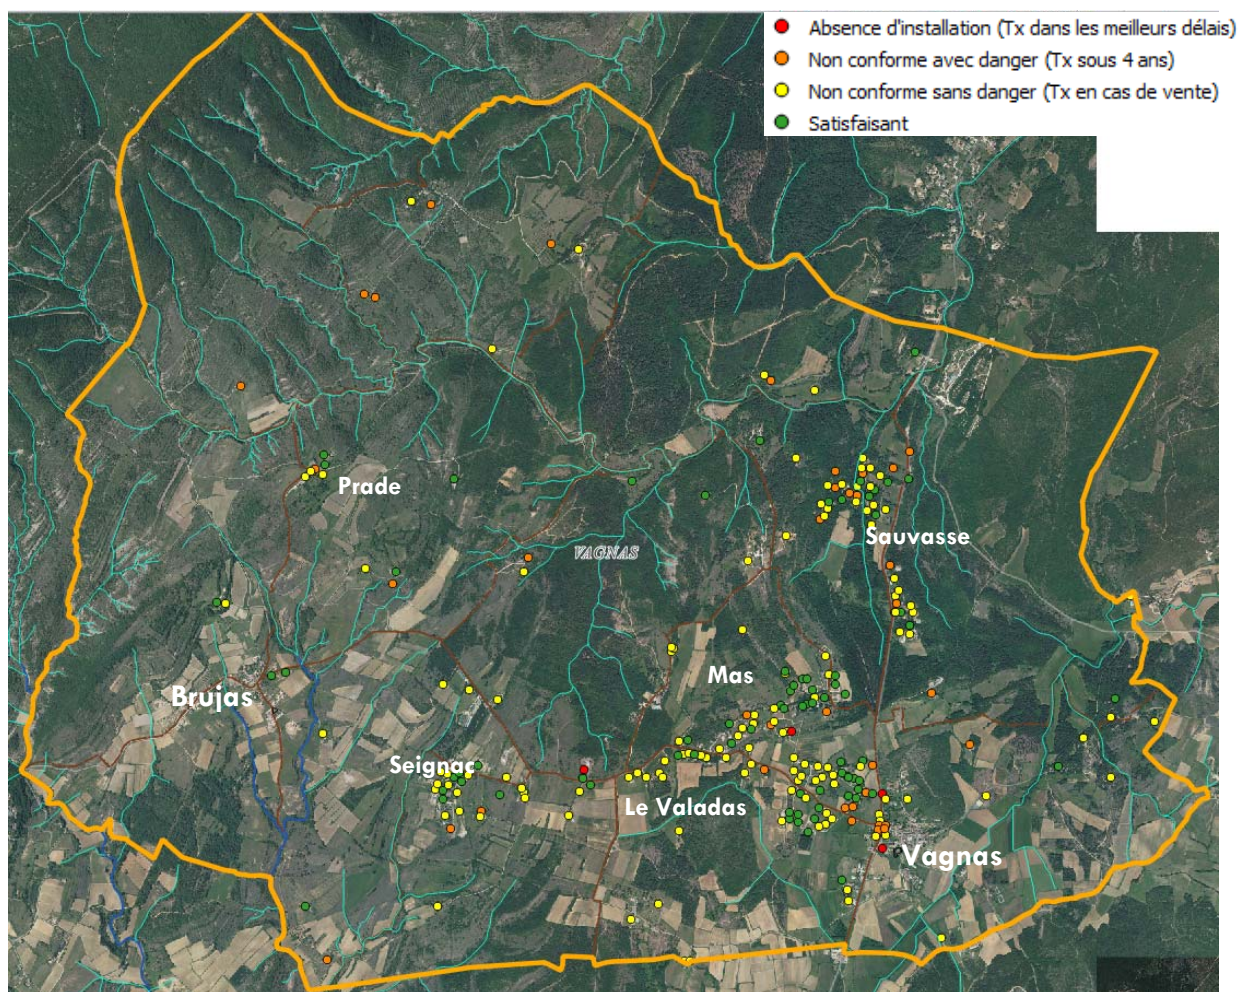 Absence d'installation (Tx dans les meilleurs délais)
Non conforme avec danger (Tx sous 4 ans)
Non conforme sans danger (Tx en cas de vente)
Satisfaisant
Prade
Sauvasse
VAGNAS
Mas
Brujas
Seignac
Le Valadas
Vagnas